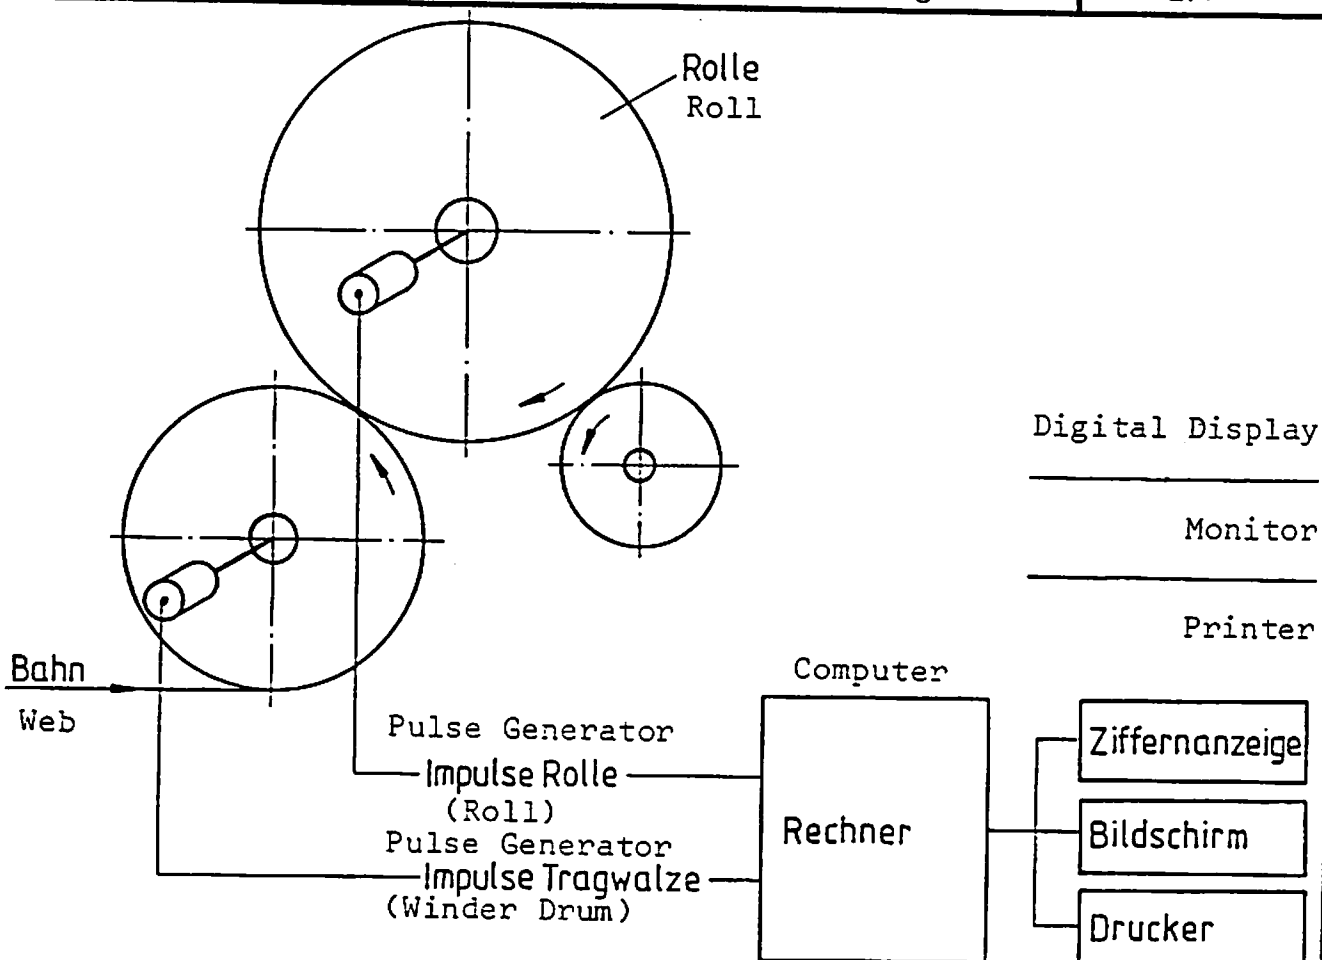 Rolle
Roll
Digital Display
Monitor
Printer
Bahn
Web
Computer
Pulse Generator
Impulse Rolle
(Roll)
Pulse Generator
Impulse Tragwalze
(Winder Drum)
Rechner
Ziffernanzeige
Bildschirm
Drucker